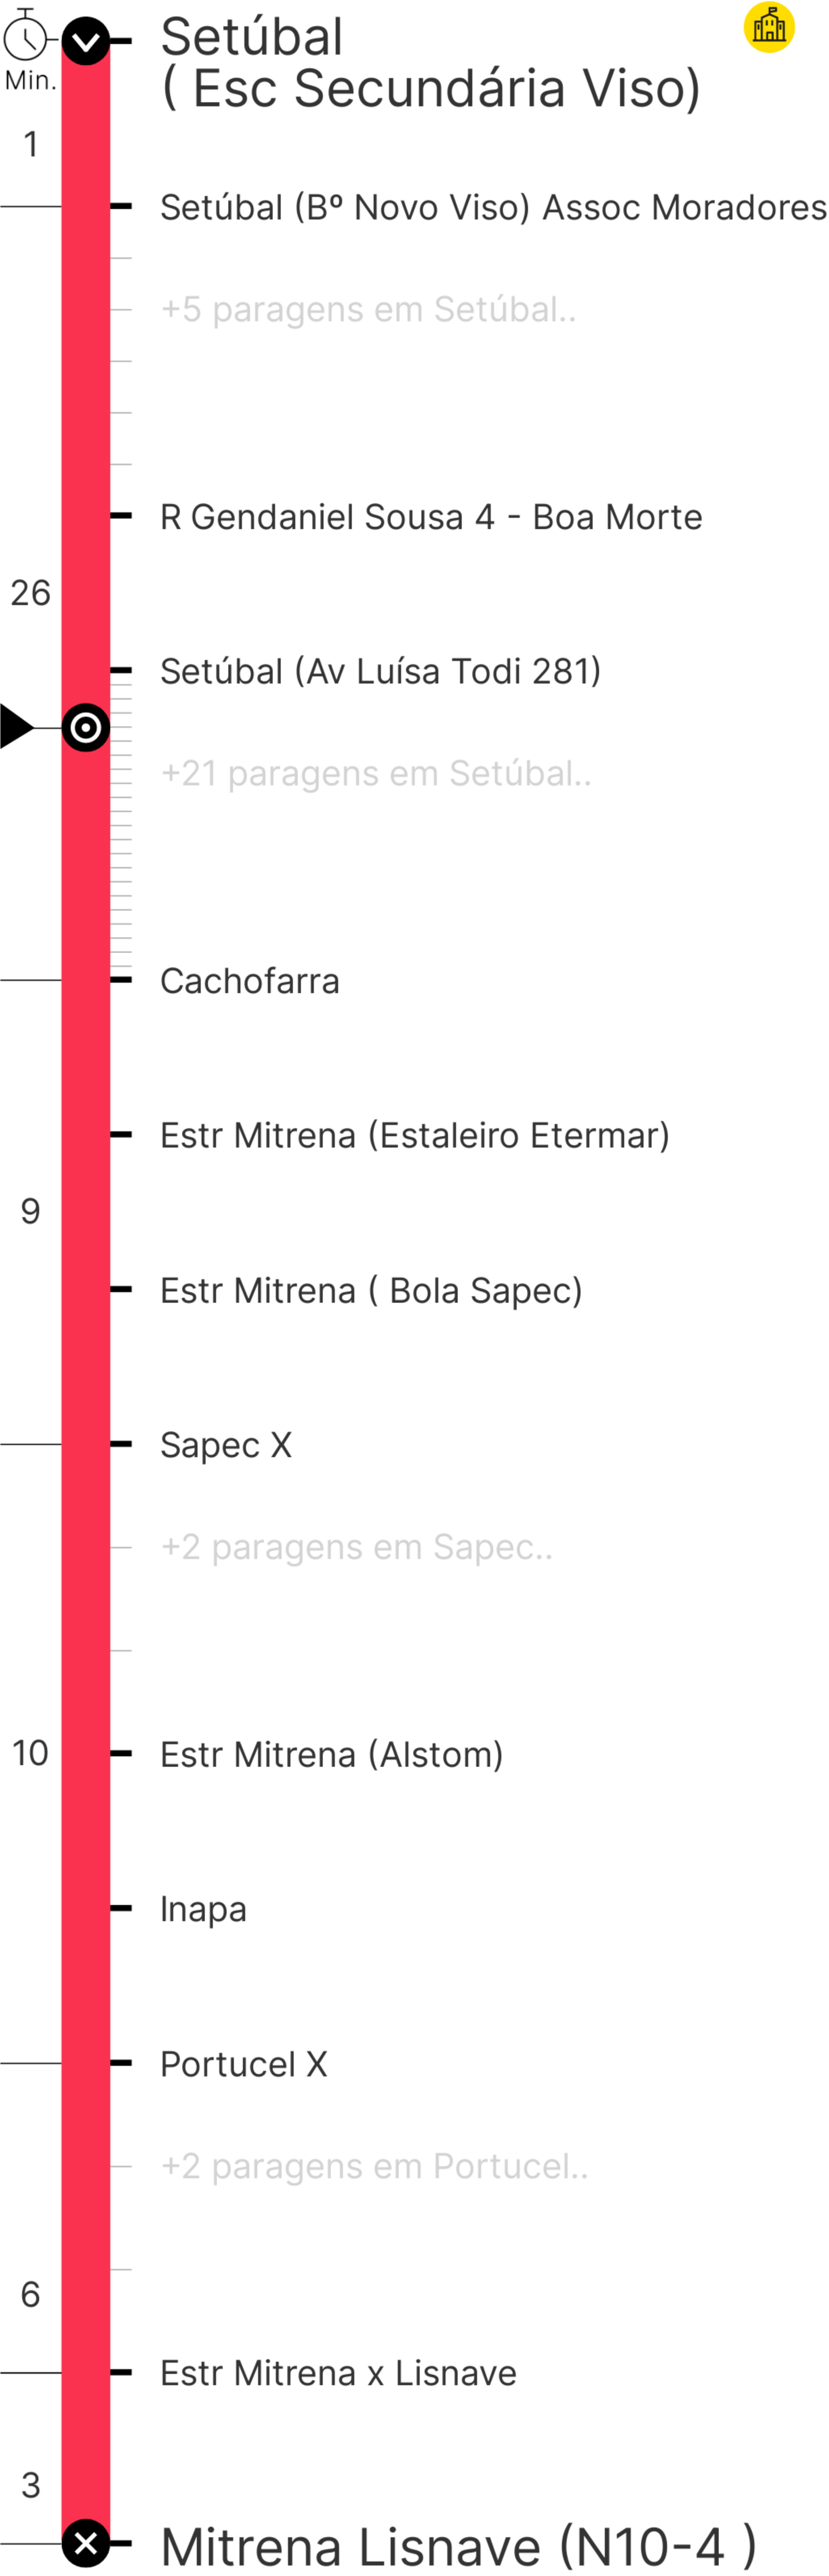 Setúbal
( Esc Secundária Viso)
Min.
1
Setúbal (Bº Novo Viso) Assoc Moradores
+5 paragens em Setúbal..
R Gendaniel Sousa 4 - Boa Morte
26
Setúbal (Av Luísa Todi 281)
+21 paragens em Setúbal..
Cachofarra
Estr Mitrena (Estaleiro Etermar)
9
Estr Mitrena ( Bola Sapec)
Sapec X
+2 paragens em Sapec..
10
Estr Mitrena (Alstom)
Inapa
Portucel X
+2 paragens em Portucel..
6
Estr Mitrena x Lisnave
3
Mitrena Lisnave (N10-4 )